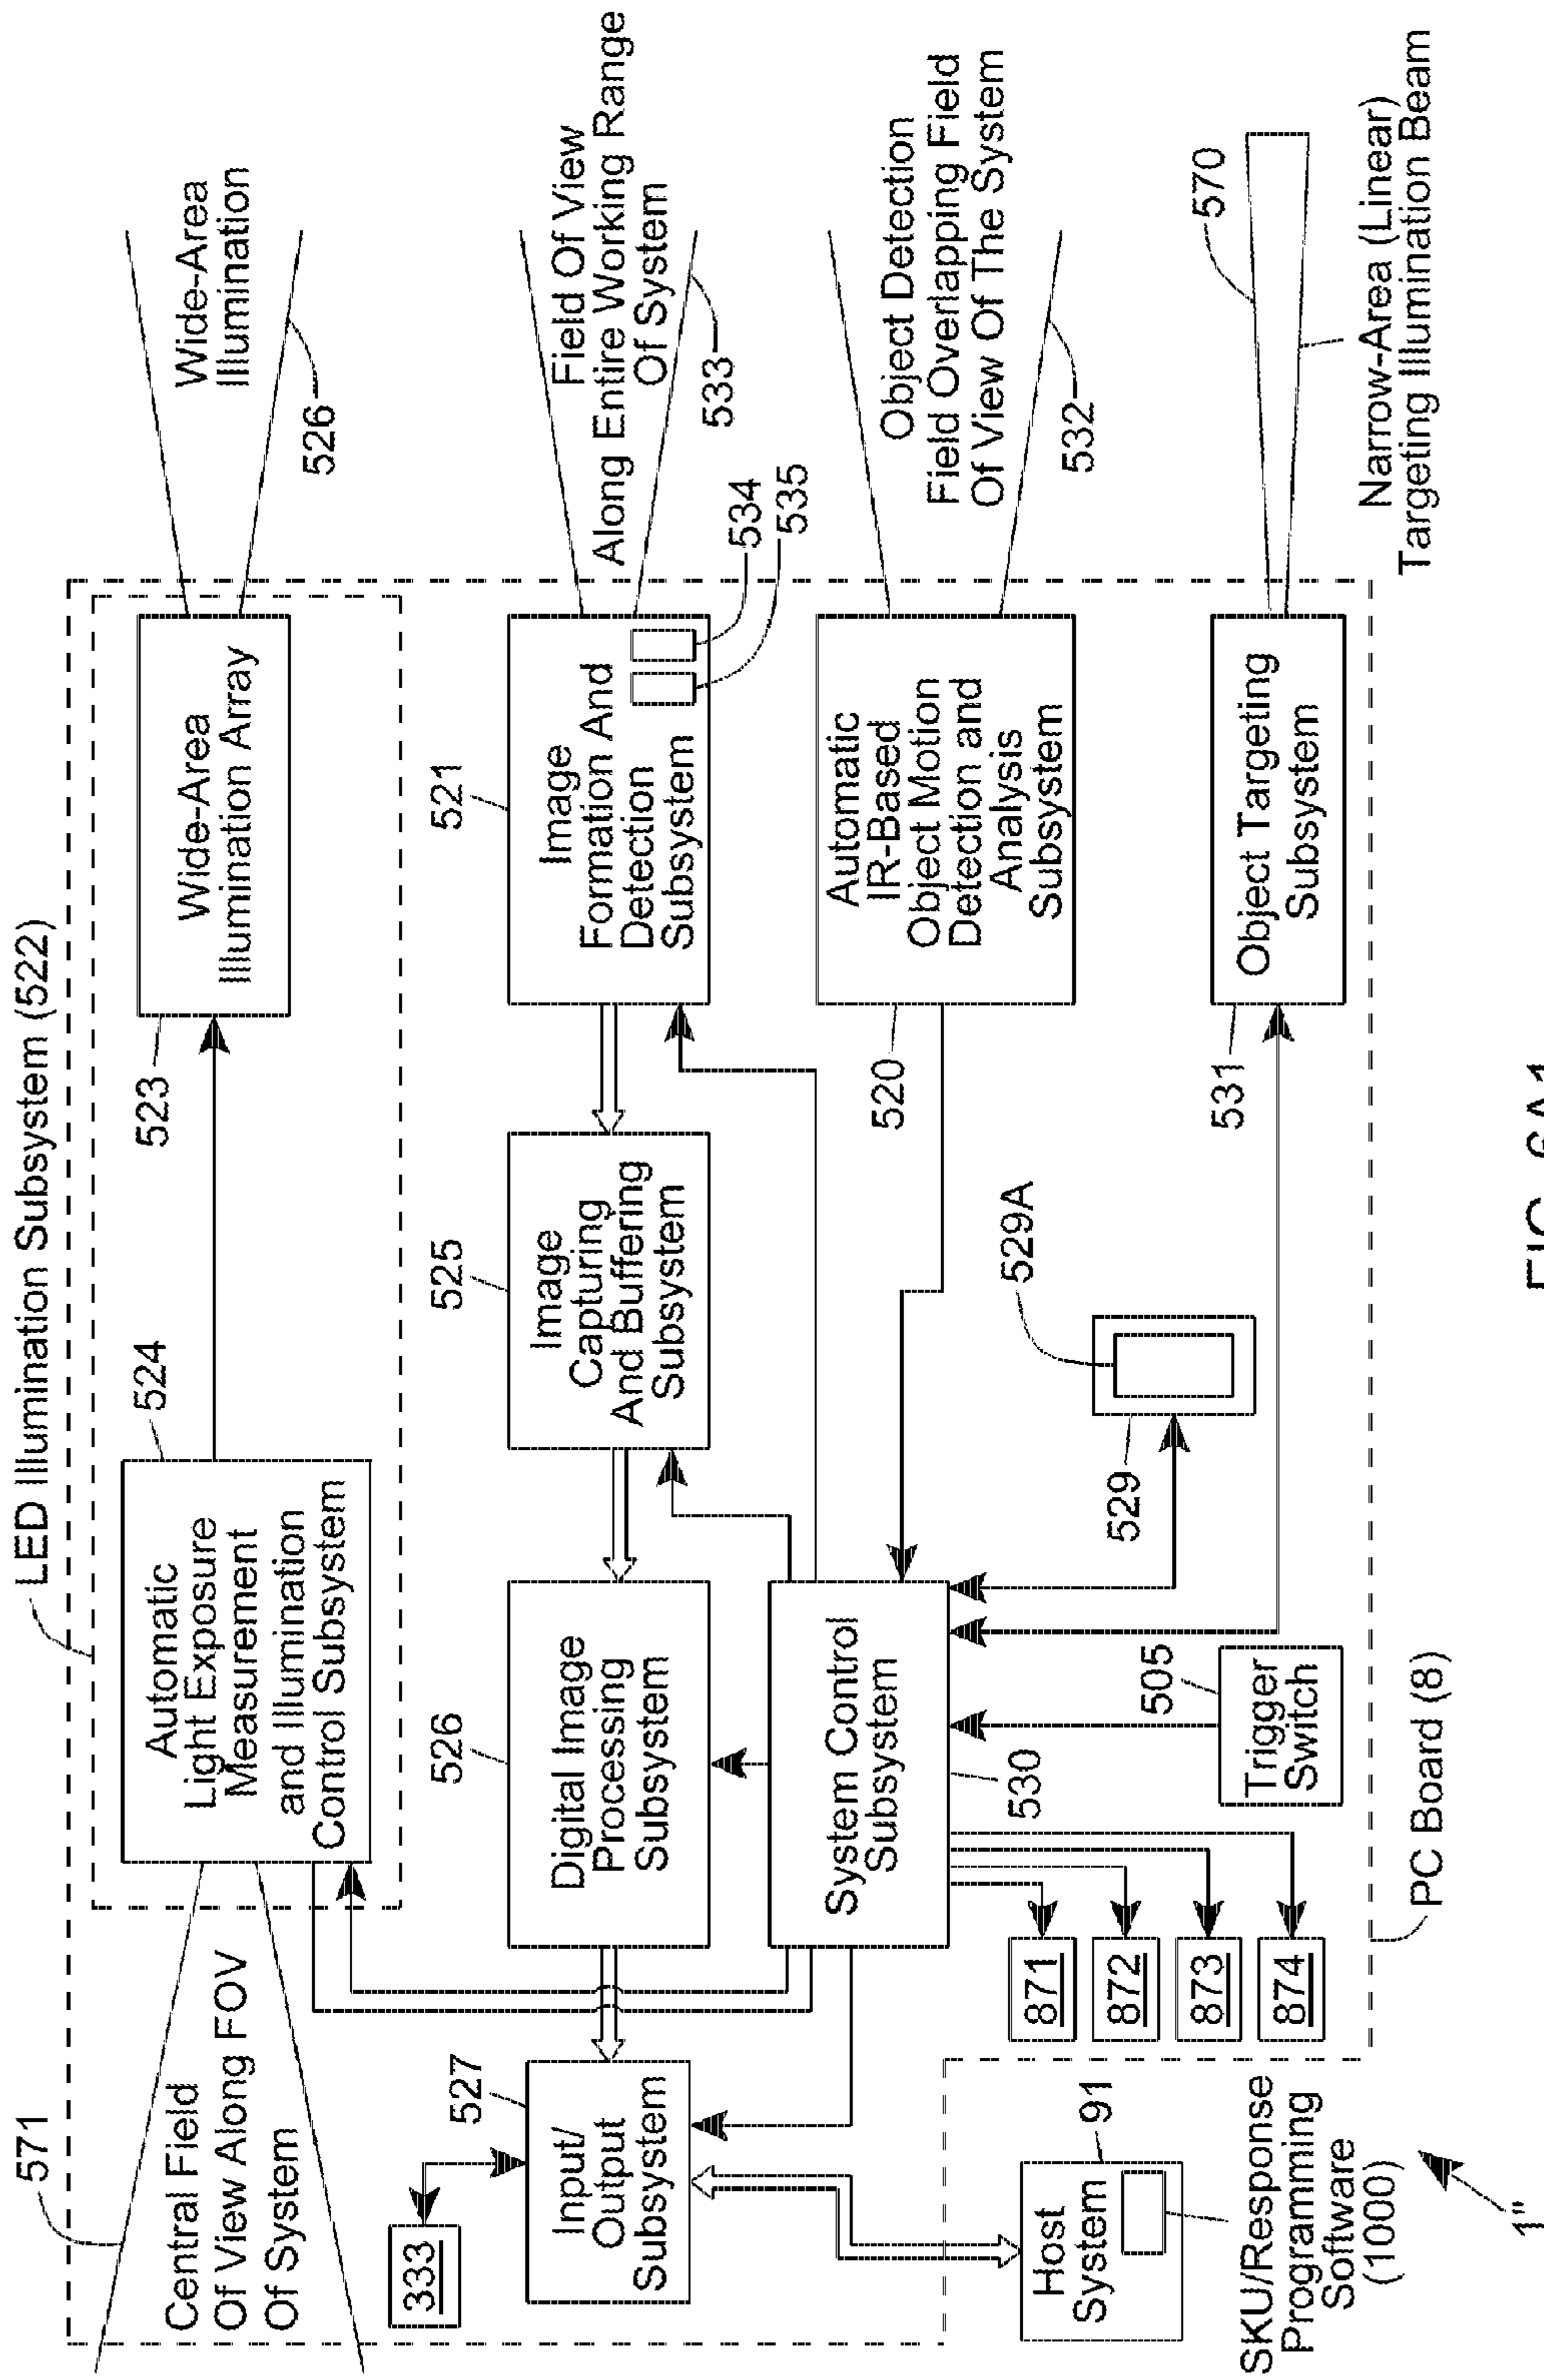 LED Illumination Subsystem (522)
571
Central Field
Of View Along FOV
Of System
524
Automatic
Light Exposure
Measurement
and Illumination
Control Subsystem
523
Wide-Area
Illumination Array
Wide-Area
Illumination
526
333
527
Input/
Output
Subsystem
526
Digital Image
Processing
Subsystem
525
Image
Capturing
And Buffering
Subsystem
521
Image
Formation And
Detection
Subsystem
534
535
Field Of View
Along Entire Working Range
Of System
533
System Control
Subsystem
530
520
Automatic
IR-Based
Object Motion
Detection and
Analysis
Subsystem
Object Detection
Field Overlapping Field
Of View Of The System
532
529
529A
871
872
873
874
505
Trigger
Switch
531
Object Targeting
Subsystem
570
Narrow-Area (Linear)
Targeting Illumination Beam
91
Host
System
SKU/Response
Programming
Software
(1000)
PC Board (8)
1"
FIG. 6A1